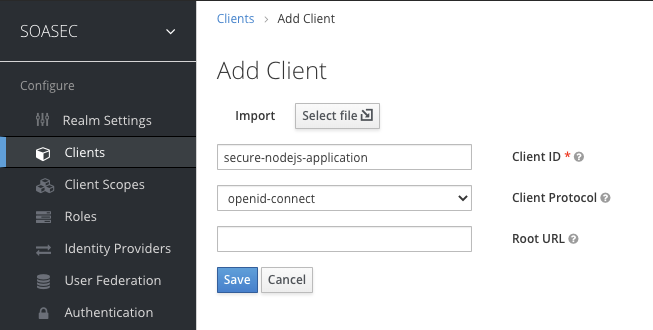 SOASEC
Clients > Add Client
Configure
Realm Settings
Clients
Client Scopes
Roles
Identity Providers
User Federation
Authentication
Add Client
Import Select file
secure-nodejs-application Client ID *
openid-connect Client Protocol
Root URL
Save Cancel